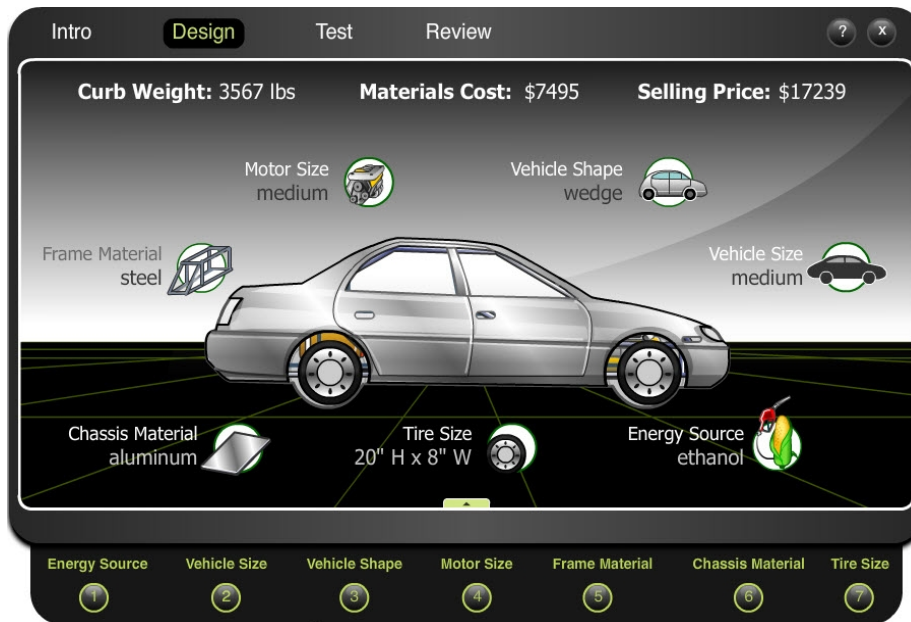 Intro Design Test Review ? X
Curb Weight: 3567 lbs Materials Cost: $7495 Selling Price: $17239
Motor Size
medium
Vehicle Shape
wedge
Frame Material
steel
Vehicle Size
medium
Chassis Material
aluminum
Tire Size
20" H x 8" W
Energy Source
ethanol
Energy Source Vehicle Size Vehicle Shape Motor Size Frame Material Chassis Material Tire Size
1 2 3 4 5 6 7